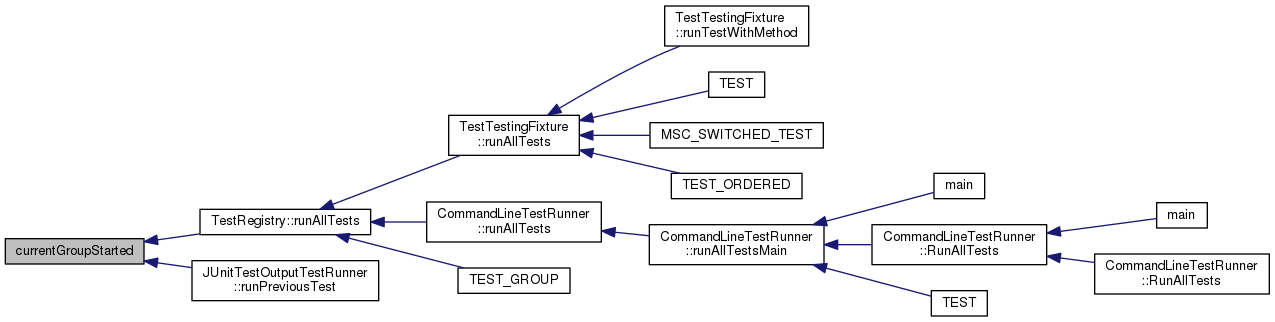 TestTestingFixture
::runTestWithMethod
TEST
TestTestingFixture
::runAllTests
MSC_SWITCHED_TEST
TEST_ORDERED
main
TestRegistry::runAllTests
CommandLineTestRunner
::runAllTests
main
CommandLineTestRunner
::runAllTestsMain
CommandLineTestRunner
::RunAllTests
currentGroupStarted
JUnitTestOutputTestRunner
::runPreviousTest
TEST_GROUP
CommandLineTestRunner
::RunAllTests
TEST